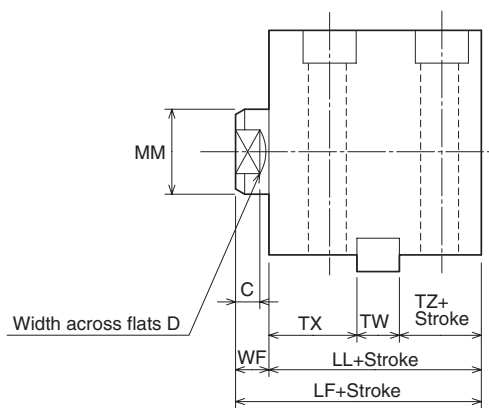 MM
C
Width across flats D
TX
TW
TZ+
Stroke
WF
LL+Stroke
LF+Stroke